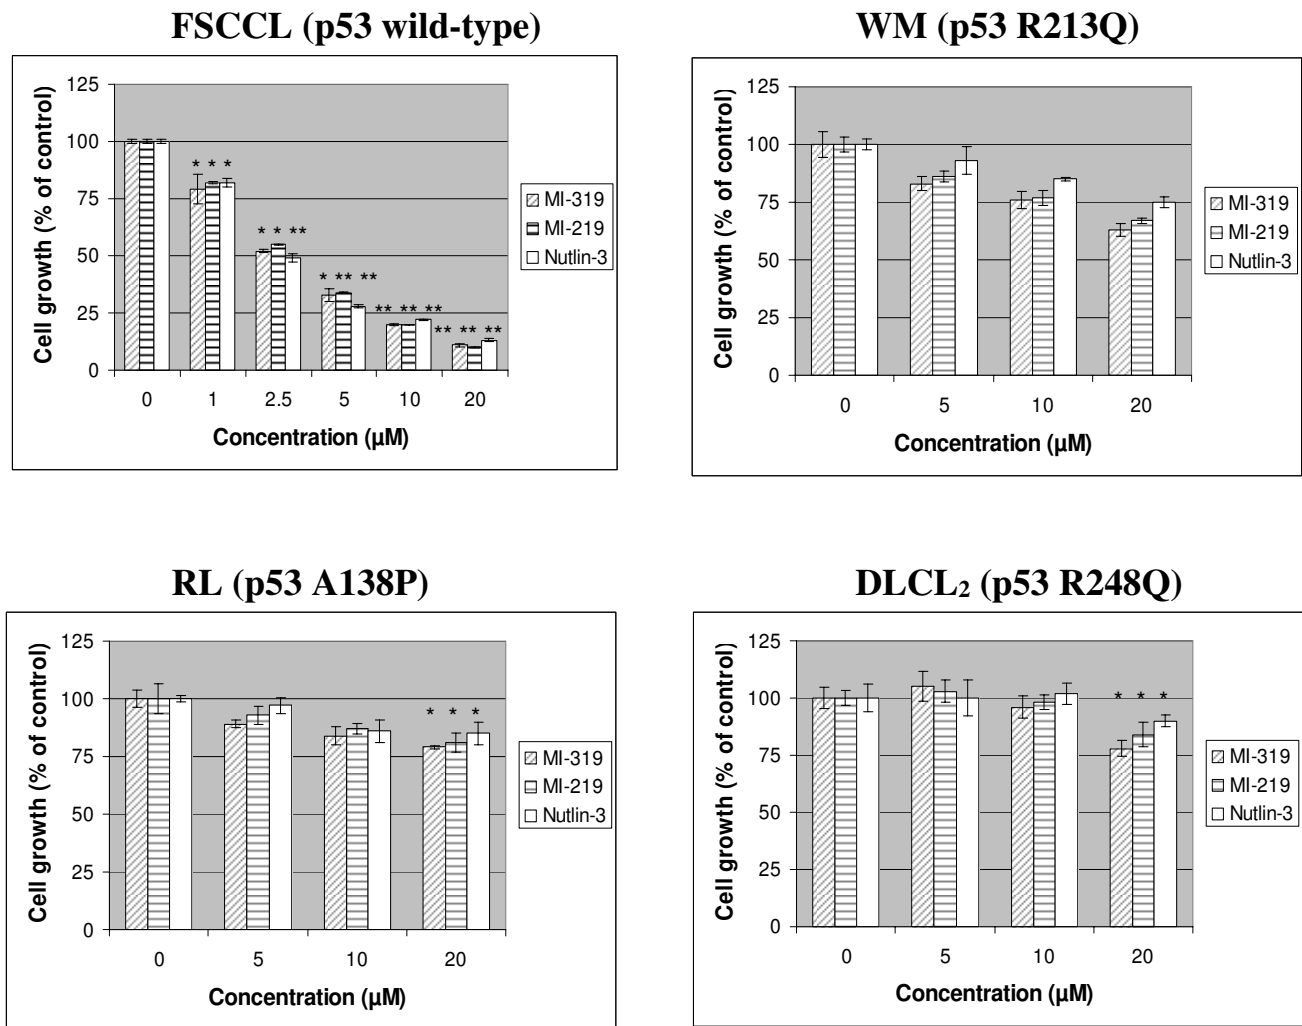 FSCCL (p53 wild-type)
Cell growth (% of control)
125
100
75
50
25
0
* * *
* * **
* ** **
** ** **
** ** **
0 1 2.5 5 10 20
Concentration (µM)
MI-319
MI-219
Nutlin-3
WM (p53 R213Q)
Cell growth (% of control)
125
100
75
50
25
0
0 5 10 20
Concentration (µM)
MI-319
MI-219
Nutlin-3
RL (p53 A138P)
Cell growth (% of control)
125
100
75
50
25
0
* * *
0 5 10 20
Concentration (µM)
MI-319
MI-219
Nutlin-3
DLCL₂ (p53 R248Q)
Cell growth (% of control)
125
100
75
50
25
0
* * *
0 5 10 20
Concentration (µM)
MI-319
MI-219
Nutlin-3